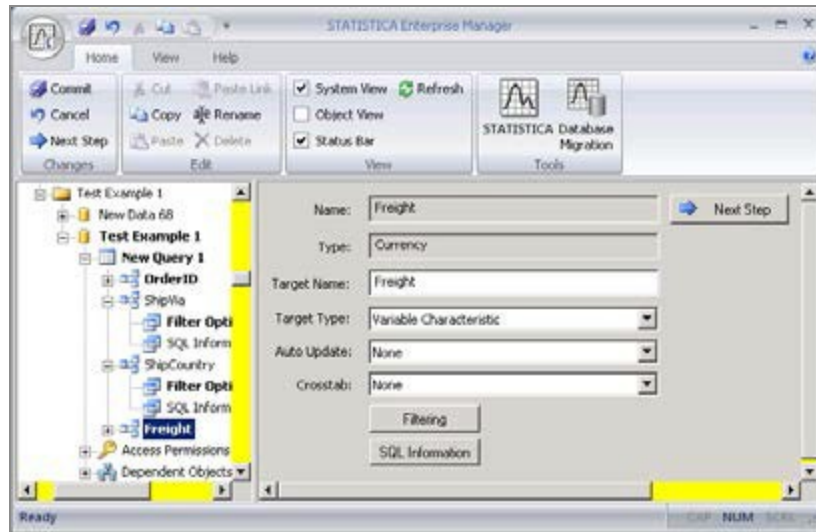 STATISTICA Enterprise Manager
Home View Help
Commit Cut Paste Link System View Refresh
Cancel Copy Rename Object View STATISTICA Database Migration
Next Step Paste Delete Status Bar
Changes Edit View Tools
Test Example 1
New Data 68
Test Example 1
New Query 1
OrderID
ShipVia
Filter Opti
SQL Inform
ShipCountry
Filter Opti
SQL Inform
Freight
Access Permissions
Dependent Objects
Name: Freight Next Step
Type: Currency
Target Name: Freight
Target Type: Variable Characteristic
Auto Update: None
Crosstab: None
Filtering
SQL Information
Ready CAP NUM SCRL